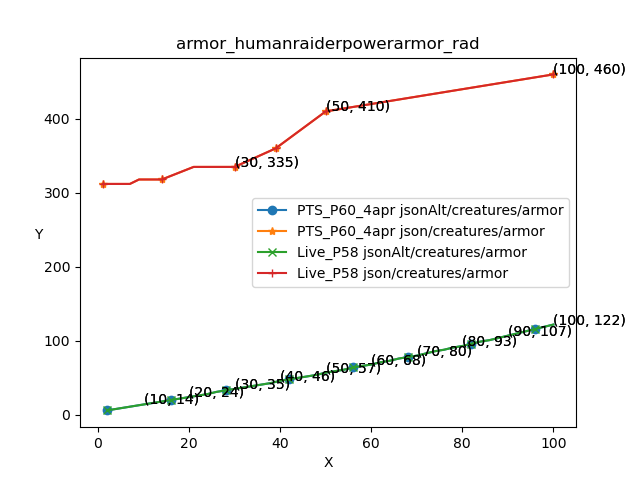 armor_humanraiderpowerarmor_rad
(100, 460)
(50, 410)
(30, 335)
400
300
200
100
0
Y
PTS_P60_4apr jsonAlt/creatures/armor
PTS_P60_4apr json/creatures/armor
Live_P58 jsonAlt/creatures/armor
Live_P58 json/creatures/armor
(10, 14)
(20, 24)
(30, 35)
(40, 46)
(50, 57)
(60, 68)
(70, 80)
(80, 93)
(90, 107)
(100, 122)
0 20 40 60 80 100
X